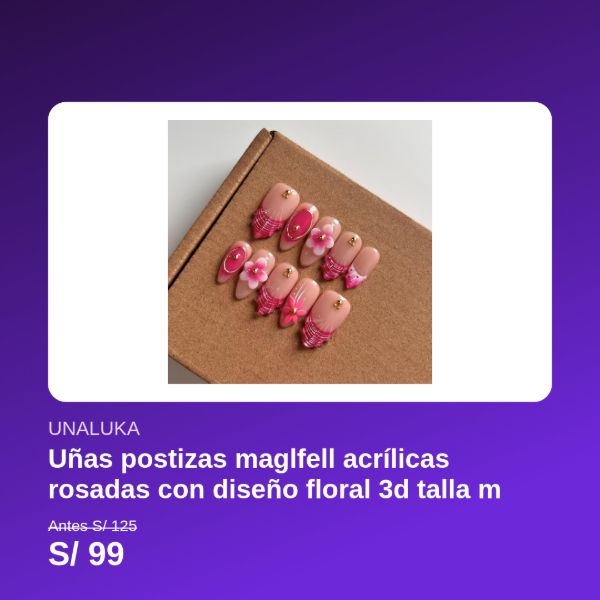 UNALUKA
Uñas postizas maglfell acrílicas
rosadas con diseño floral 3d talla m
Antes S/ 125
S/ 99